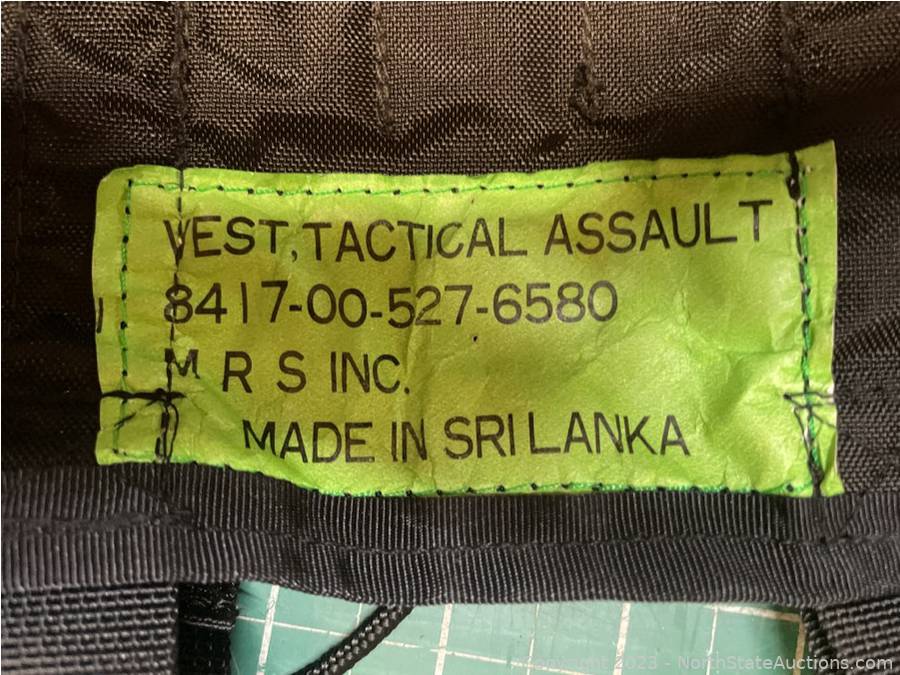 VEST, TACTICAL ASSAULT
8417-00-527-6580
M R S INC.
MADE IN SRI LANKA
Copyright 2023 - NorthStateAuctions.com